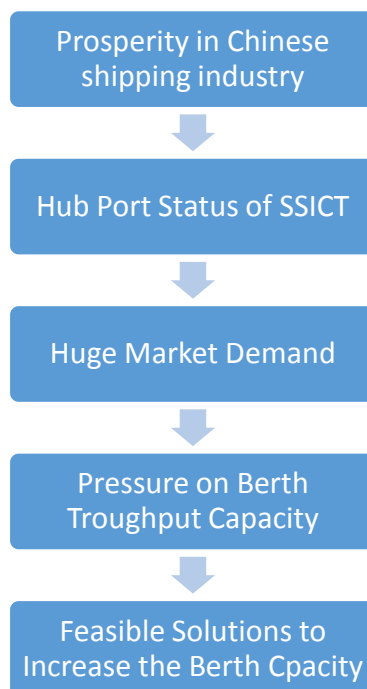 Prosperity in Chinese
shipping industry
Hub Port Status of SSICT
Huge Market Demand
Pressure on Berth
Troughput Capacity
Feasible Solutions to
Increase the Berth Cpacity